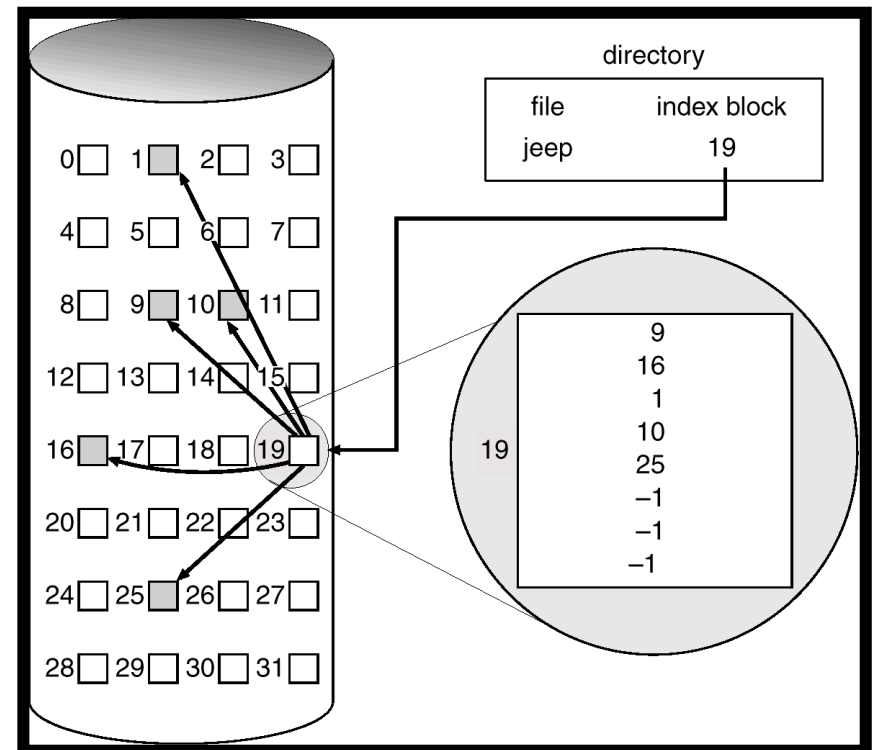 directory
file index block
jeep 19
0 1 2 3
4 5 6 7
8 9 10 11
12 13 14 15
16 17 18 19
20 21 22 23
24 25 26 27
28 29 30 31
19
9
16
1
10
25
–1
–1
–1